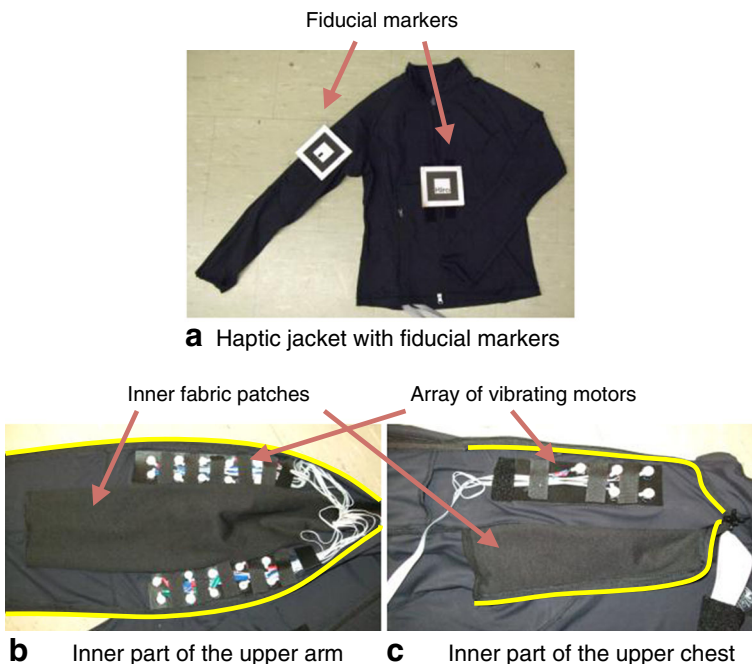 Fiducial markers
a Haptic jacket with fiducial markers
Inner fabric patches
Array of vibrating motors
b Inner part of the upper arm
c Inner part of the upper chest